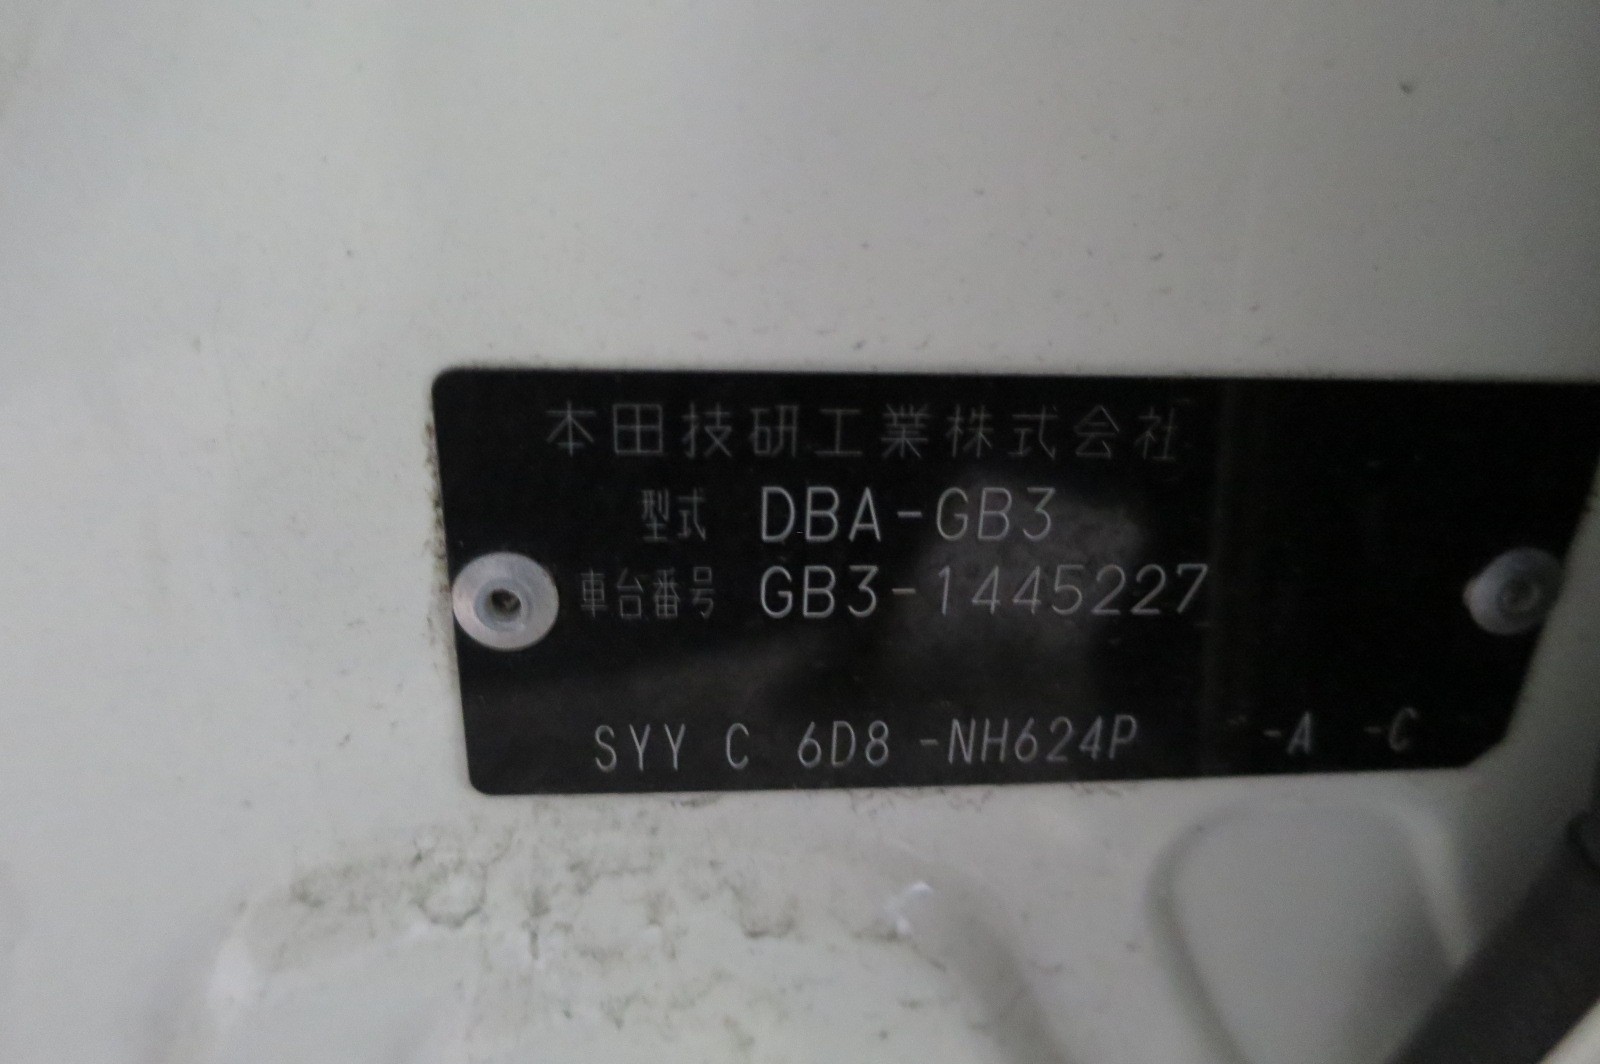 本田技研工業株式会社
型式 DBA-GB3
車台番号 GB3-1445227
SYY C 6D8 -NH624P -A -C